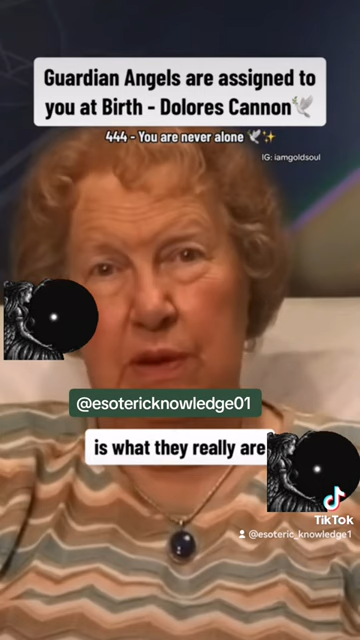 Guardian Angels are assigned to
you at Birth - Dolores Cannon🕊️
444 - You are never alone 🕊️✨
IG: iamgoldsoul
@esotericknowledge01
is what they really are
TikTok
@esoteric_knowledge1